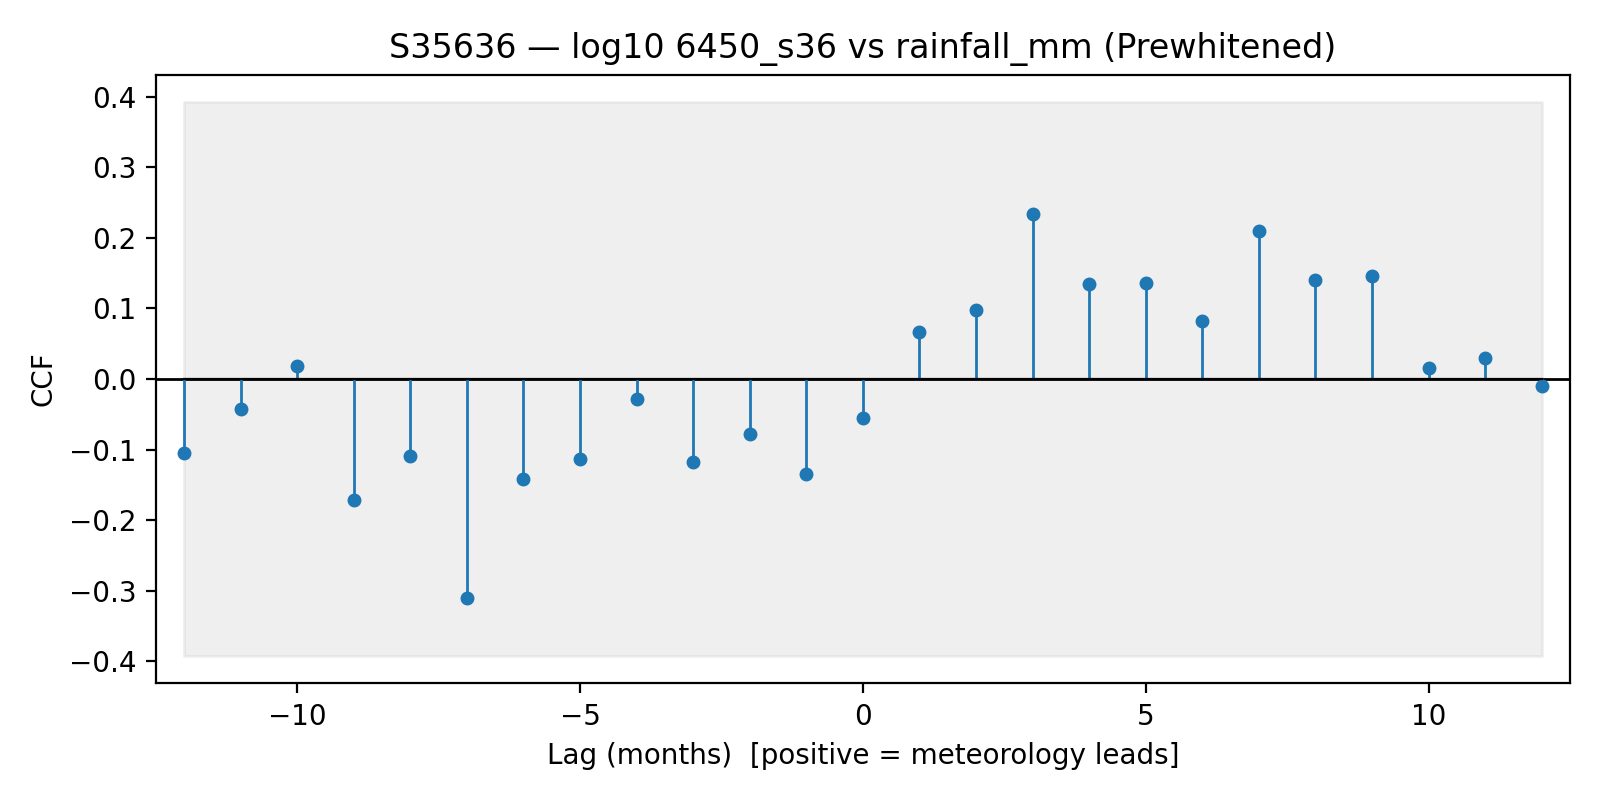 S35636 — log10 6450_s36 vs rainfall_mm (Prewhitened)
CCF
0.4
0.3
0.2
0.1
0.0
−0.1
−0.2
−0.3
−0.4
−10 −5 0 5 10
Lag (months)  [positive = meteorology leads]